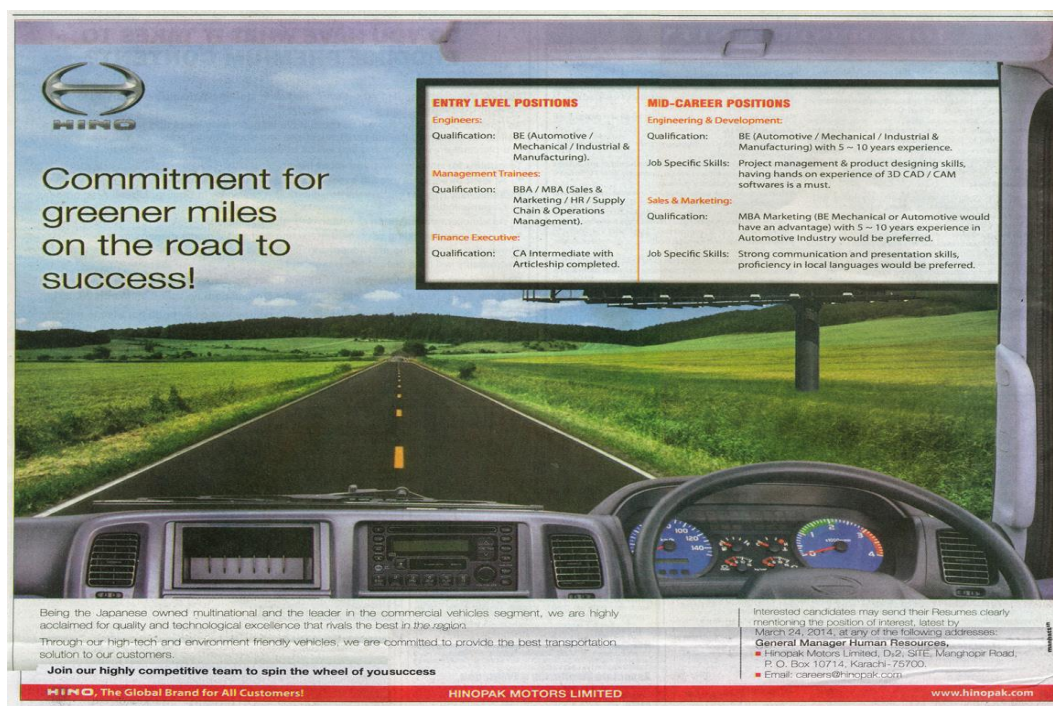 HINO
Commitment for
greener miles
on the road to
success!
ENTRY LEVEL POSITIONS
Engineers:
Qualification: BE (Automotive /
Mechanical / Industrial &
Manufacturing).
Management Trainees:
Qualification: BBA / MBA (Sales &
Marketing / HR / Supply
Chain & Operations
Management).
Finance Executive:
Qualification: CA Intermediate with
Articleship completed.
MID-CAREER POSITIONS
Engineering & Development:
Qualification: BE (Automotive / Mechanical / Industrial &
Manufacturing) with 5 ~ 10 years experience.
Job Specific Skills: Project management & product designing skills,
having hands on experience of 3D CAD / CAM
softwares is a must.
Sales & Marketing:
Qualification: MBA Marketing (BE Mechanical or Automotive would
have an advantage) with 5 ~ 10 years experience in
Automotive Industry would be preferred.
Job Specific Skills: Strong communication and presentation skills,
proficiency in local languages would be preferred.
100
120
140
1
2
3
4
0
Being the Japanese owned multinational and the leader in the commercial vehicles segment, we are highly
acclaimed for quality and technological excellence that rivals the best in the region.
Through our high-tech and environment friendly vehicles, we are committed to provide the best transportation
solution to our customers.
Join our highly competitive team to spin the wheel of yousuccess
Interested candidates may send their Resumes clearly
mentioning the position of interest, latest by
March 24, 2014, at any of the following addresses:
General Manager Human Resources,
Hinopak Motors Limited, D-2, SITE, Manghopir Road,
P. O. Box 10714, Karachi-75700.
Email: careers@hinopak.com
HINO, The Global Brand for All Customers!
HINOPAK MOTORS LIMITED
www.hinopak.com